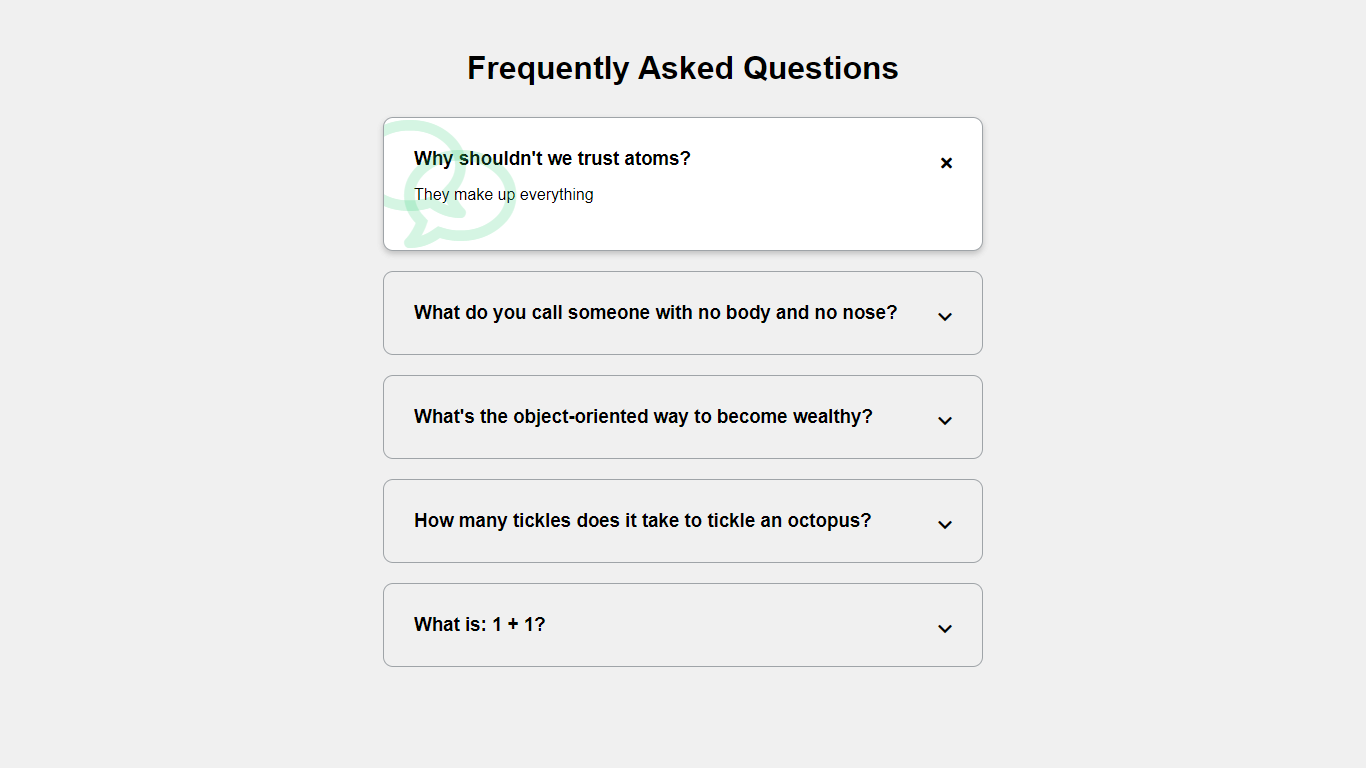 Frequently Asked Questions
Why shouldn't we trust atoms?
They make up everything
What do you call someone with no body and no nose?
What's the object-oriented way to become wealthy?
How many tickles does it take to tickle an octopus?
What is: 1 + 1?